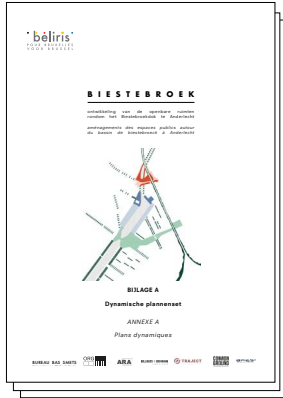 beliris
POUR BRUXELLES
VOOR BRUSSEL
BIESTEBROEK
ontwikkeling van de openbare ruimten
rondom het Biestebroekdok te Anderlecht
aménagements des espaces publics autour
du bassin de biestebroeck à Anderlecht
BIJLAGE A
Dynamische plannenset
ANNEXE A
Plans dynamiques
BUREAU BAS SMETS
ORG
ARA
TRAJECT
COMMON
GROUND